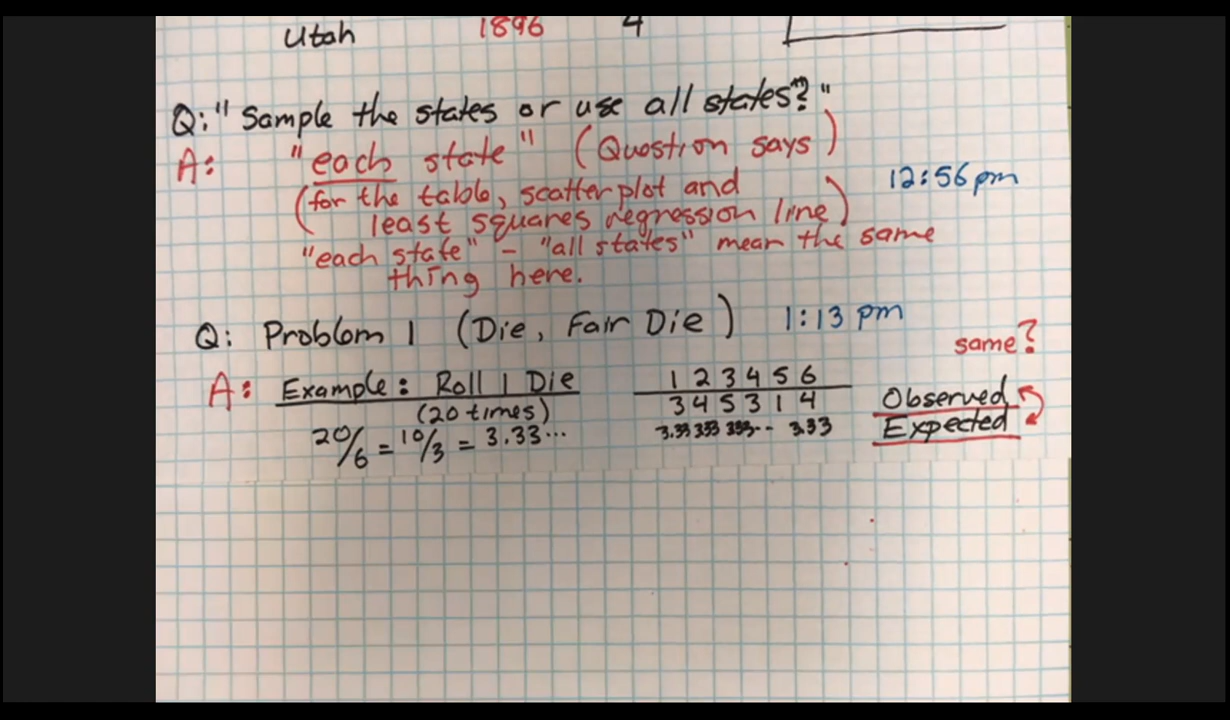 Utah 1896 4
Q: "Sample the states or use all states?"
A: "each state" (Question says)
(for the table, scatterplot and
least squares regression line)
12:56pm
"each state" - "all states" mean the same
thing here.
Q: Problem 1 (Die, Fair Die) 1:13 pm
same?
A: Example: Roll 1 Die
(20 times)
20/6 = 10/3 = 3.33...
1 2 3 4 5 6
3 4 5 3 1 4 Observed
3.33 3.33 3.33-- 3.33 Expected